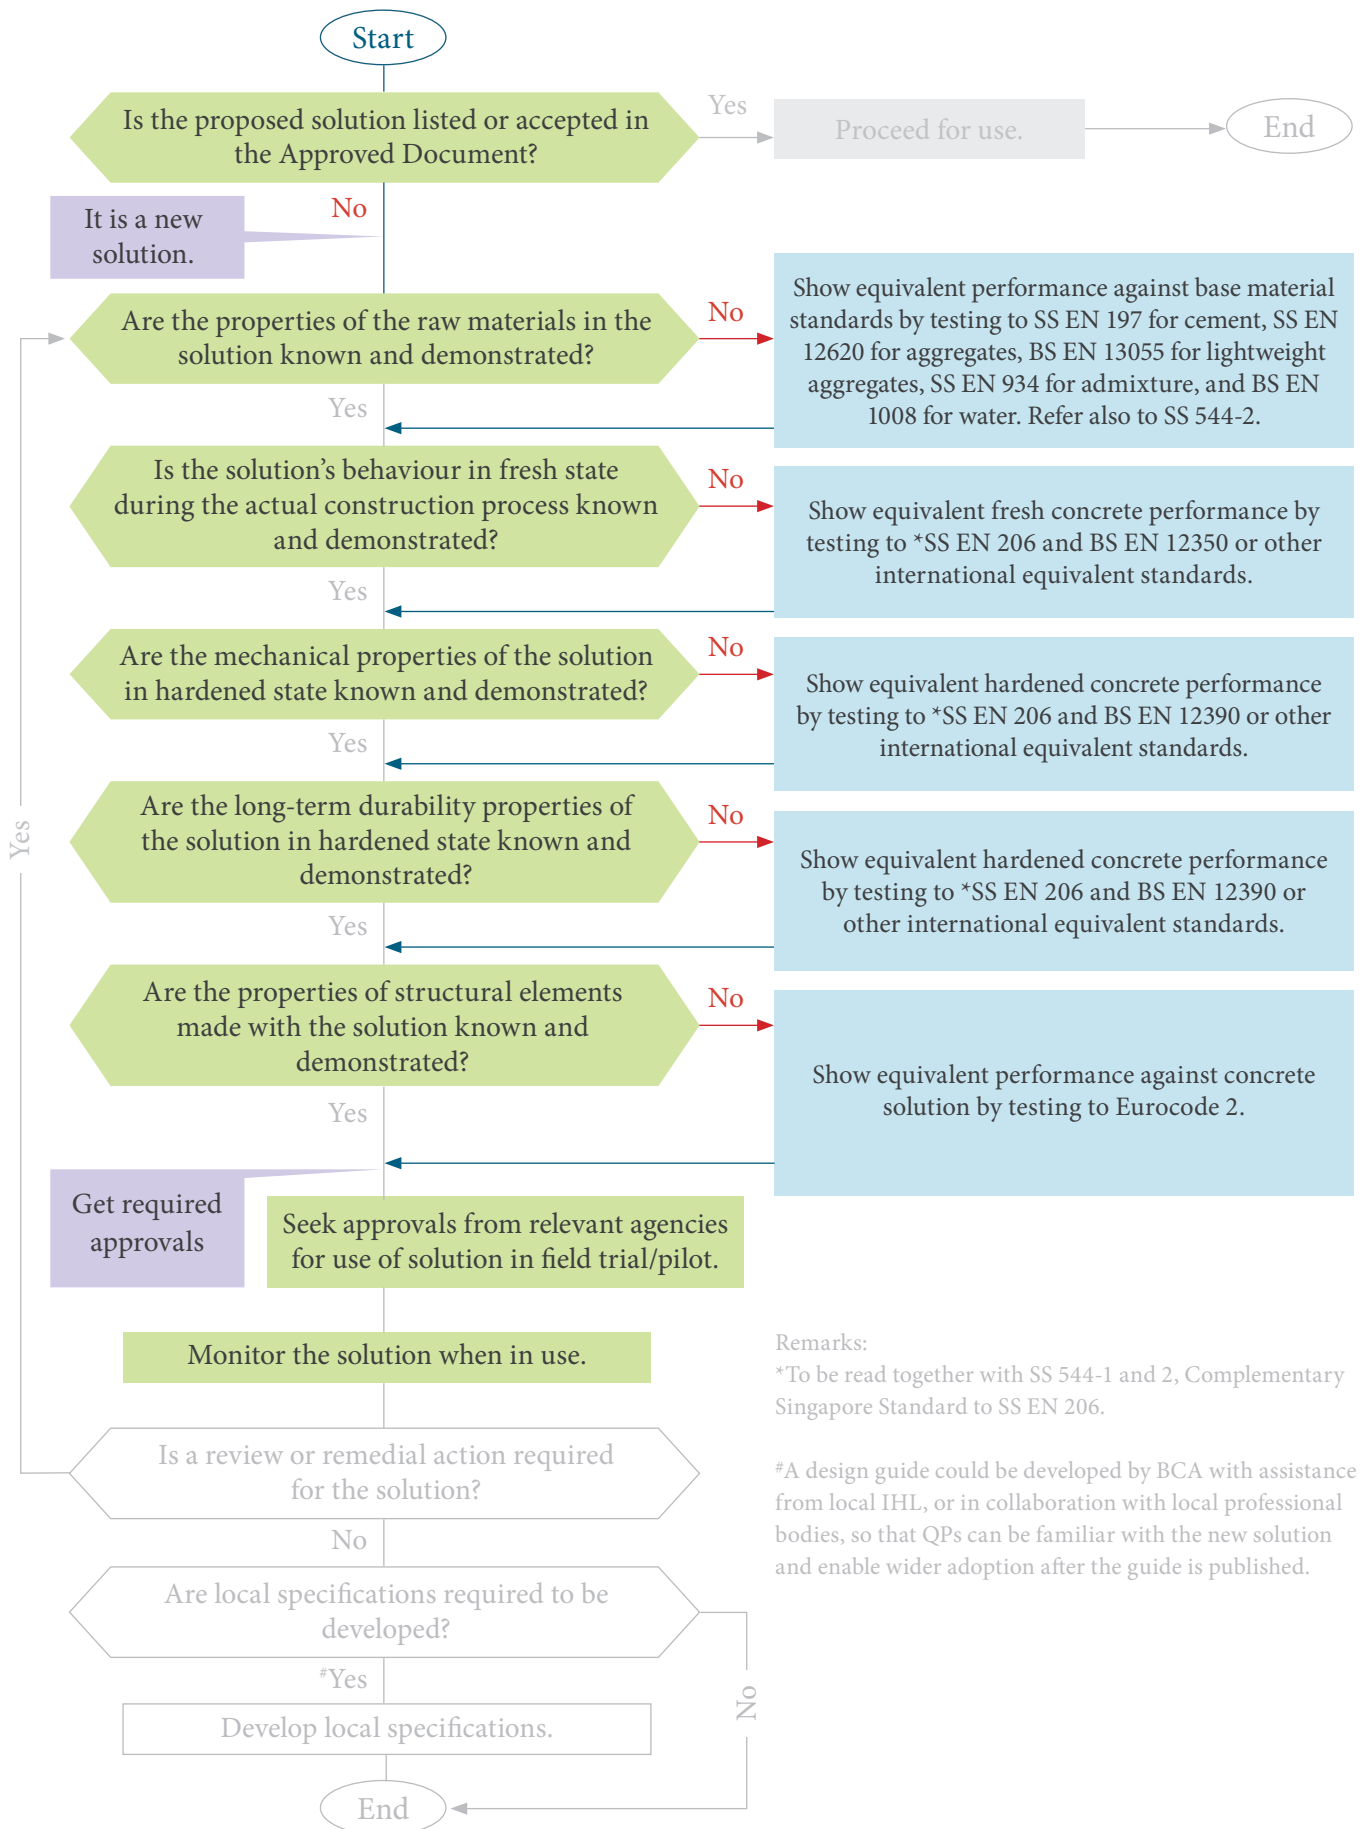 Start
Is the proposed solution listed or accepted in
the Approved Document?
Yes
Proceed for use.
End
No
It is a new
solution.
Are the properties of the raw materials in the
solution known and demonstrated?
No
Show equivalent performance against base material
standards by testing to SS EN 197 for cement, SS EN
12620 for aggregates, BS EN 13055 for lightweight
aggregates, SS EN 934 for admixture, and BS EN
1008 for water. Refer also to SS 544-2.
Yes
Is the solution’s behaviour in fresh state
during the actual construction process known
and demonstrated?
No
Show equivalent fresh concrete performance by
testing to *SS EN 206 and BS EN 12350 or other
international equivalent standards.
Yes
Are the mechanical properties of the solution
in hardened state known and demonstrated?
No
Show equivalent hardened concrete performance
by testing to *SS EN 206 and BS EN 12390 or other
international equivalent standards.
Yes
Are the long-term durability properties of
the solution in hardened state known and
demonstrated?
No
Show equivalent hardened concrete performance
by testing to *SS EN 206 and BS EN 12390 or
other international equivalent standards.
Yes
Yes
Are the properties of structural elements
made with the solution known and
demonstrated?
No
Show equivalent performance against concrete
solution by testing to Eurocode 2.
Yes
Get required
approvals
Seek approvals from relevant agencies
for use of solution in field trial/pilot.
Monitor the solution when in use.
Is a review or remedial action required
for the solution?
No
Are local specifications required to be
developed?
#Yes
No
Develop local specifications.
End
Remarks:
*To be read together with SS 544-1 and 2, Complementary
Singapore Standard to SS EN 206.
#A design guide could be developed by BCA with assistance
from local IHL, or in collaboration with local professional
bodies, so that QPs can be familiar with the new solution
and enable wider adoption after the guide is published.